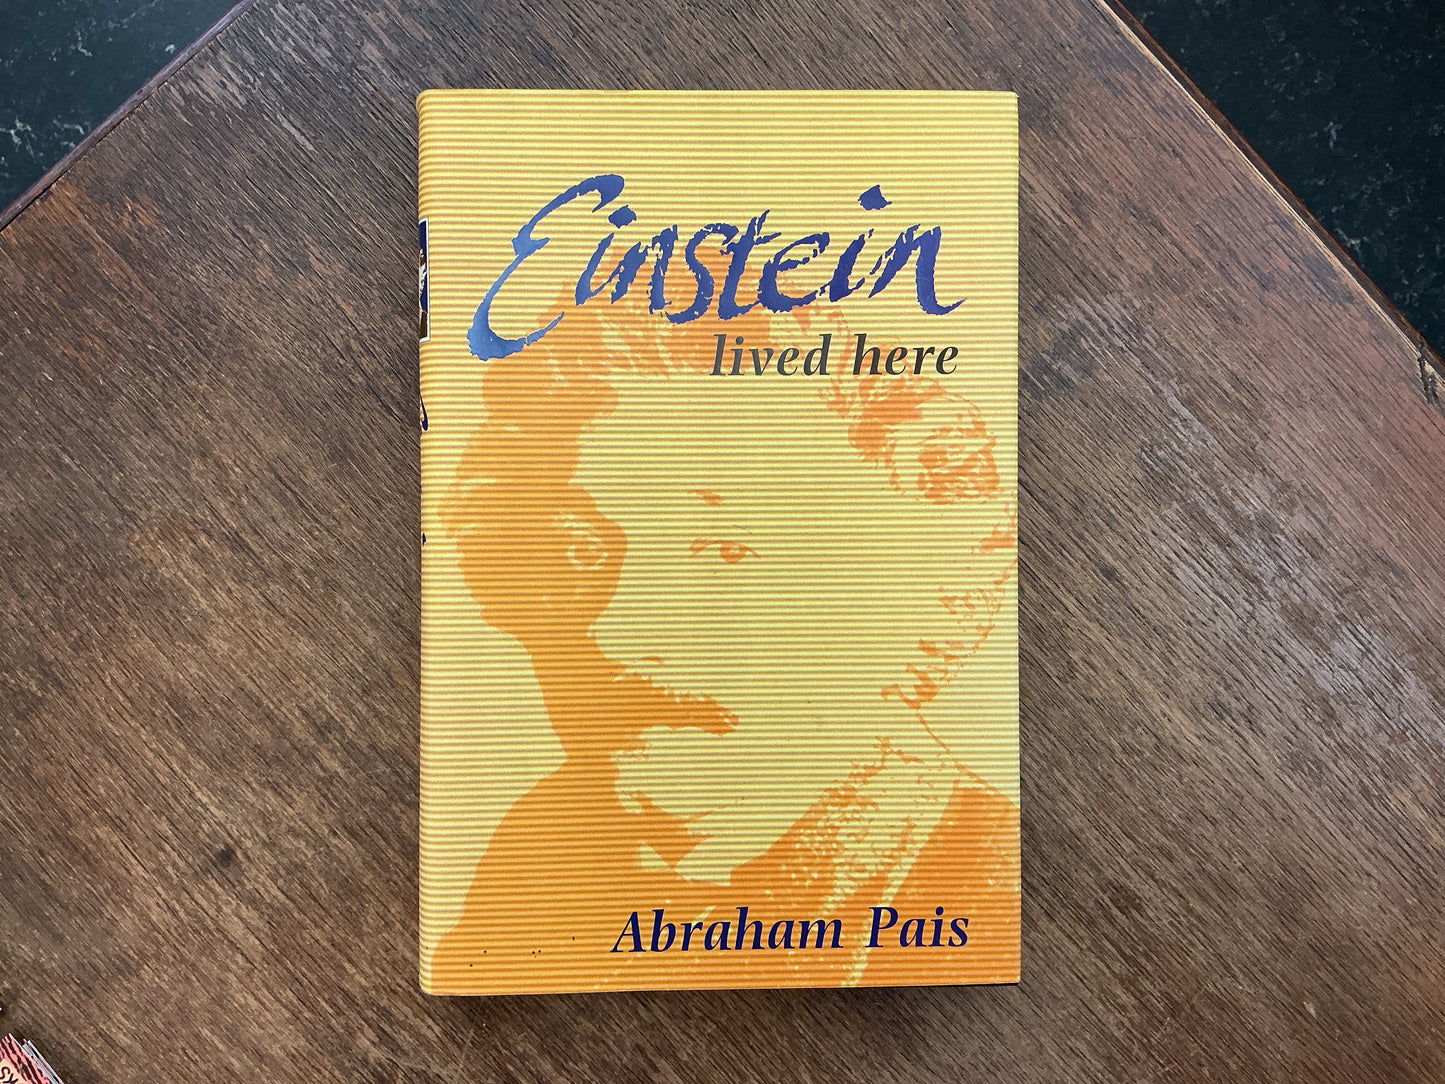 Einstein
lived here
Abraham Pais